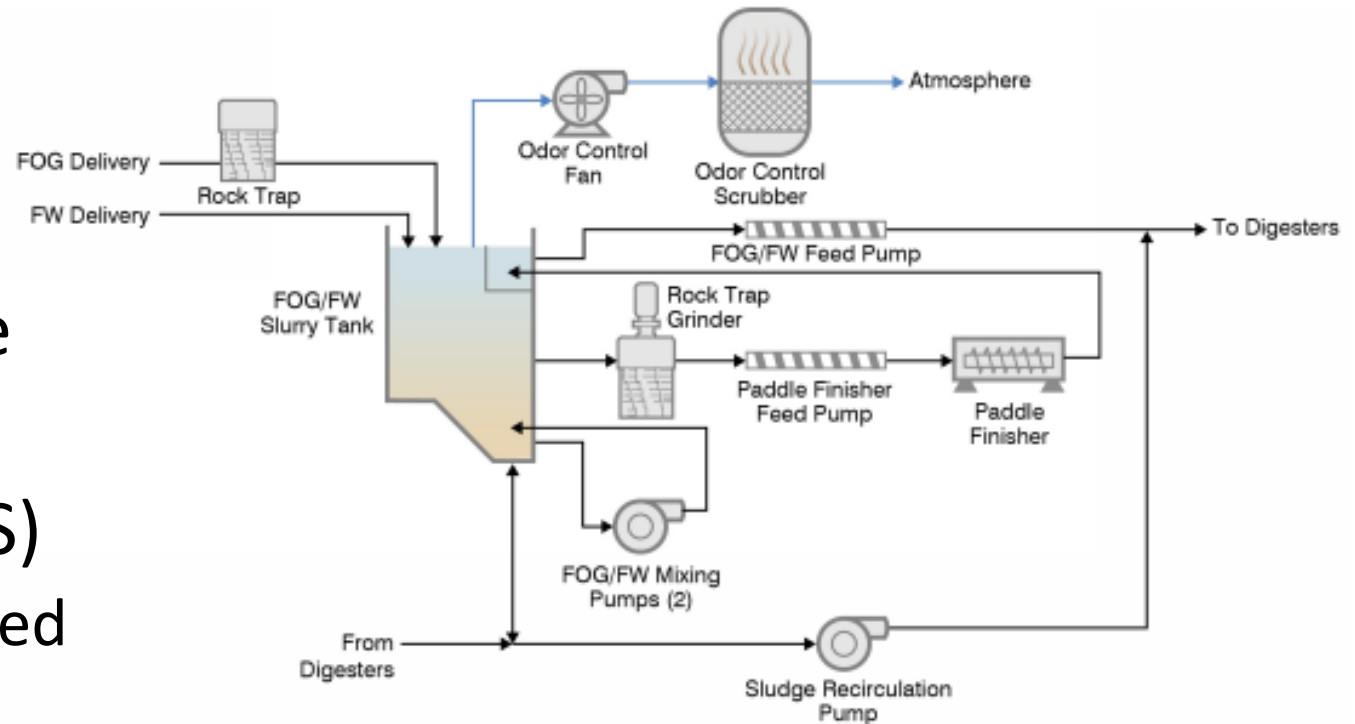 Atmosphere
Odor Control
Fan
Odor Control
Scrubber
FOG Delivery
Rock Trap
FW Delivery
To Digesters
FOG/FW Feed Pump
FOG/FW
Slurry Tank
Rock Trap
Grinder
e
Paddle Finisher
Feed Pump
Paddle
Finisher
S)
FOG/FW Mixing
Pumps (2)
ed
From
Digesters
Sludge Recirculation
Pump